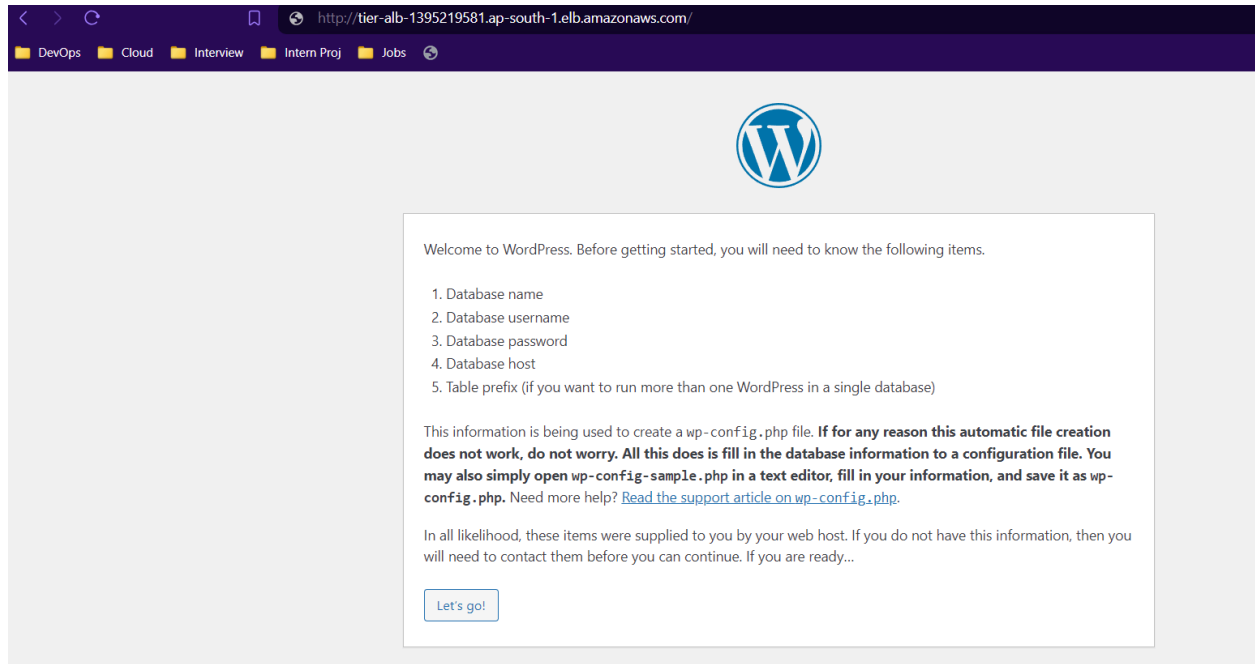 http://tier-alb-1395219581.ap-south-1.elb.amazonaws.com/
DevOps Cloud Interview Intern Proj Jobs
Welcome to WordPress. Before getting started, you will need to know the following items.
1. Database name
2. Database username
3. Database password
4. Database host
5. Table prefix (if you want to run more than one WordPress in a single database)
This information is being used to create a wp-config.php file. If for any reason this automatic file creation
does not work, do not worry. All this does is fill in the database information to a configuration file. You
may also simply open wp-config-sample.php in a text editor, fill in your information, and save it as wp-
config.php. Need more help? Read the support article on wp-config.php.
In all likelihood, these items were supplied to you by your web host. If you do not have this information, then you
will need to contact them before you can continue. If you are ready...
Let's go!